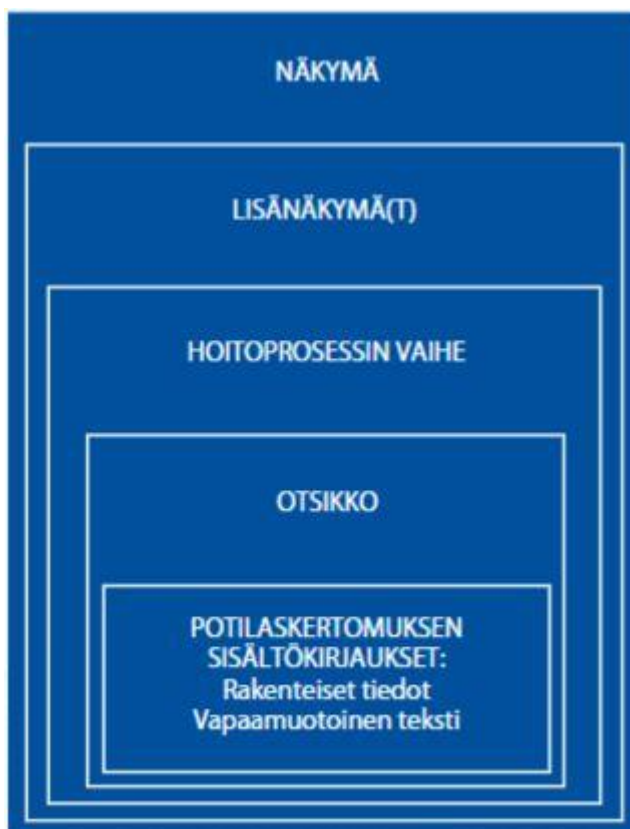 NÄKYMÄ
LISÄNÄKYMÄ(T)
HOITOPROSESSIN VAIHE
OTSIKKO
POTILASKERTOMUKSEN
SISÄLTÖKIRJAUKSET:
Rakenteiset tiedot
Vapaamuotoinen teksti